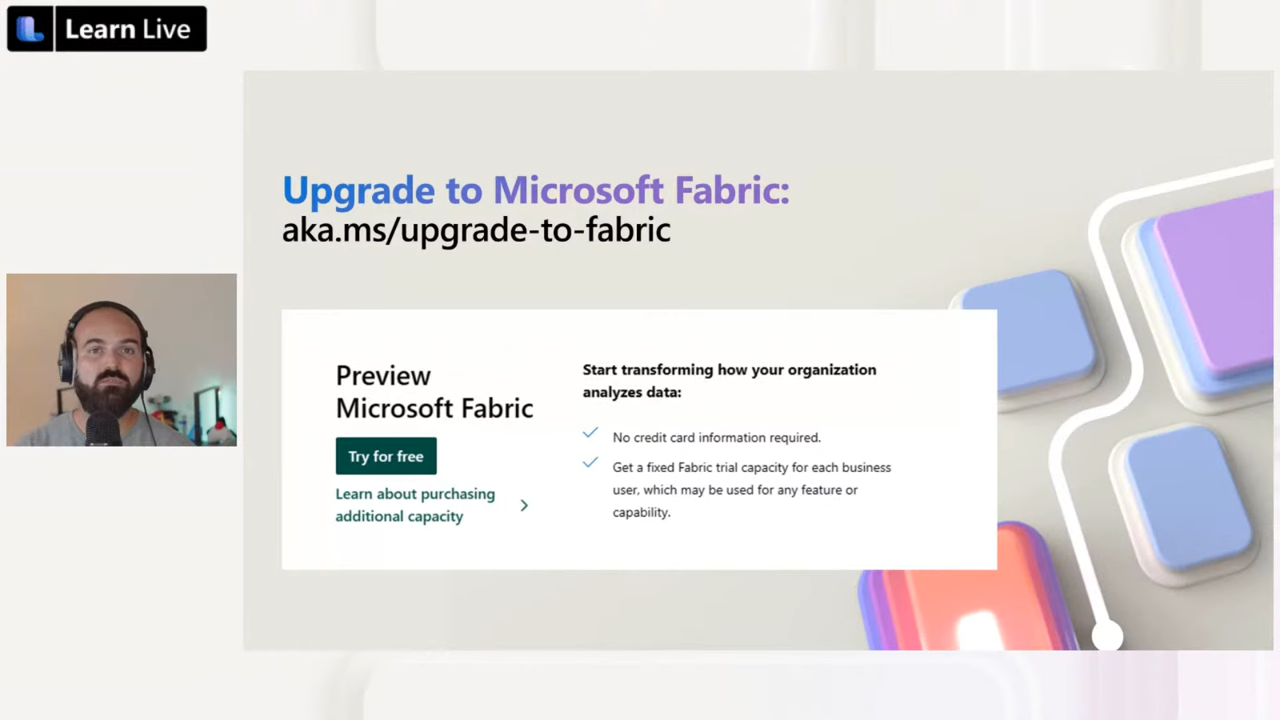 Learn Live
Upgrade to Microsoft Fabric:
aka.ms/upgrade-to-fabric
Preview
Microsoft Fabric
Try for free
Learn about purchasing
additional capacity
Start transforming how your organization
analyzes data:
No credit card information required.
Get a fixed Fabric trial capacity for each business
user, which may be used for any feature or
capability.